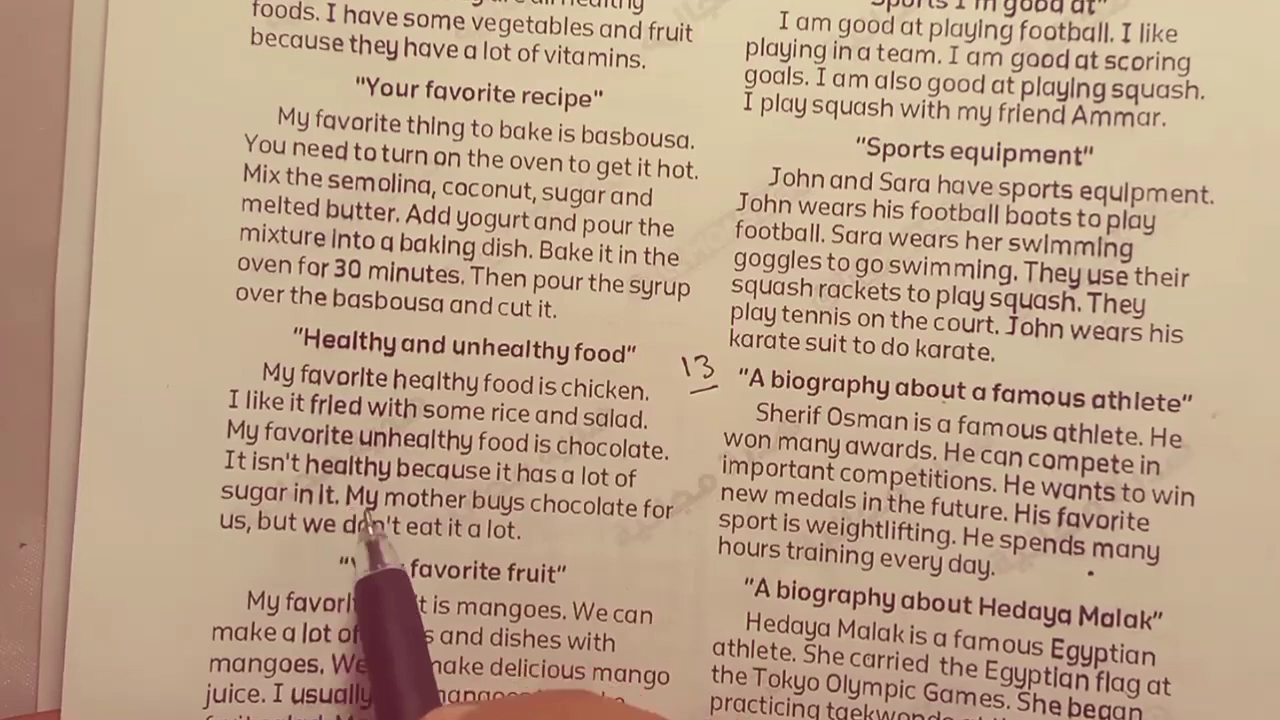 foods. I have some vegetables and fruit
because they have a lot of vitamins.
"Your favorite recipe"
My favorite thing to bake is basbousa.
You need to turn on the oven to get it hot.
Mix the semolina, coconut, sugar and
melted butter. Add yogurt and pour the
mixture into a baking dish. Bake it in the
oven for 30 minutes. Then pour the syrup
over the basbousa and cut it.
"Healthy and unhealthy food"
My favorite healthy food is chicken.
I like it fried with some rice and salad.
My favorite unhealthy food is chocolate.
It isn't healthy because it has a lot of
sugar in it. My mother buys chocolate for
us, but we don't eat it a lot.
favorite fruit"
My is mangoes. We can
make a lot of and dishes with
mangoes. We make delicious mango
juice. I usually
"Sports I'm good at"
I am good at playing football. I like
playing in a team. I am good at scoring
goals. I am also good at playing squash.
I play squash with my friend Ammar.
"Sports equipment"
John and Sara have sports equipment.
John wears his football boots to play
football. Sara wears her swimming
goggles to go swimming. They use their
squash rackets to play squash. They
play tennis on the court. John wears his
karate suit to do karate.
13
"A biography about a famous athlete"
Sherif Osman is a famous athlete. He
won many awards. He can compete in
important competitions. He wants to win
new medals in the future. His favorite
sport is weightlifting. He spends many
hours training every day.
"A biography about Hedaya Malak"
Hedaya Malak is a famous Egyptian
athlete. She carried the Egyptian flag at
the Tokyo Olympic Games. She began
practicing